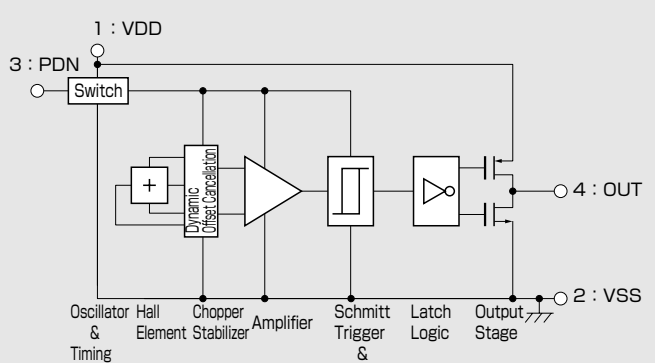 1 : VDD
3 : PDN
Switch
Dynamic
Offset Cancellation
+
4 : OUT
2 : VSS
Oscillator
&
Timing
Hall
Element
Chopper
Stabilizer
Amplifier
Schmitt
Trigger
&
Latch
Logic
Output
Stage